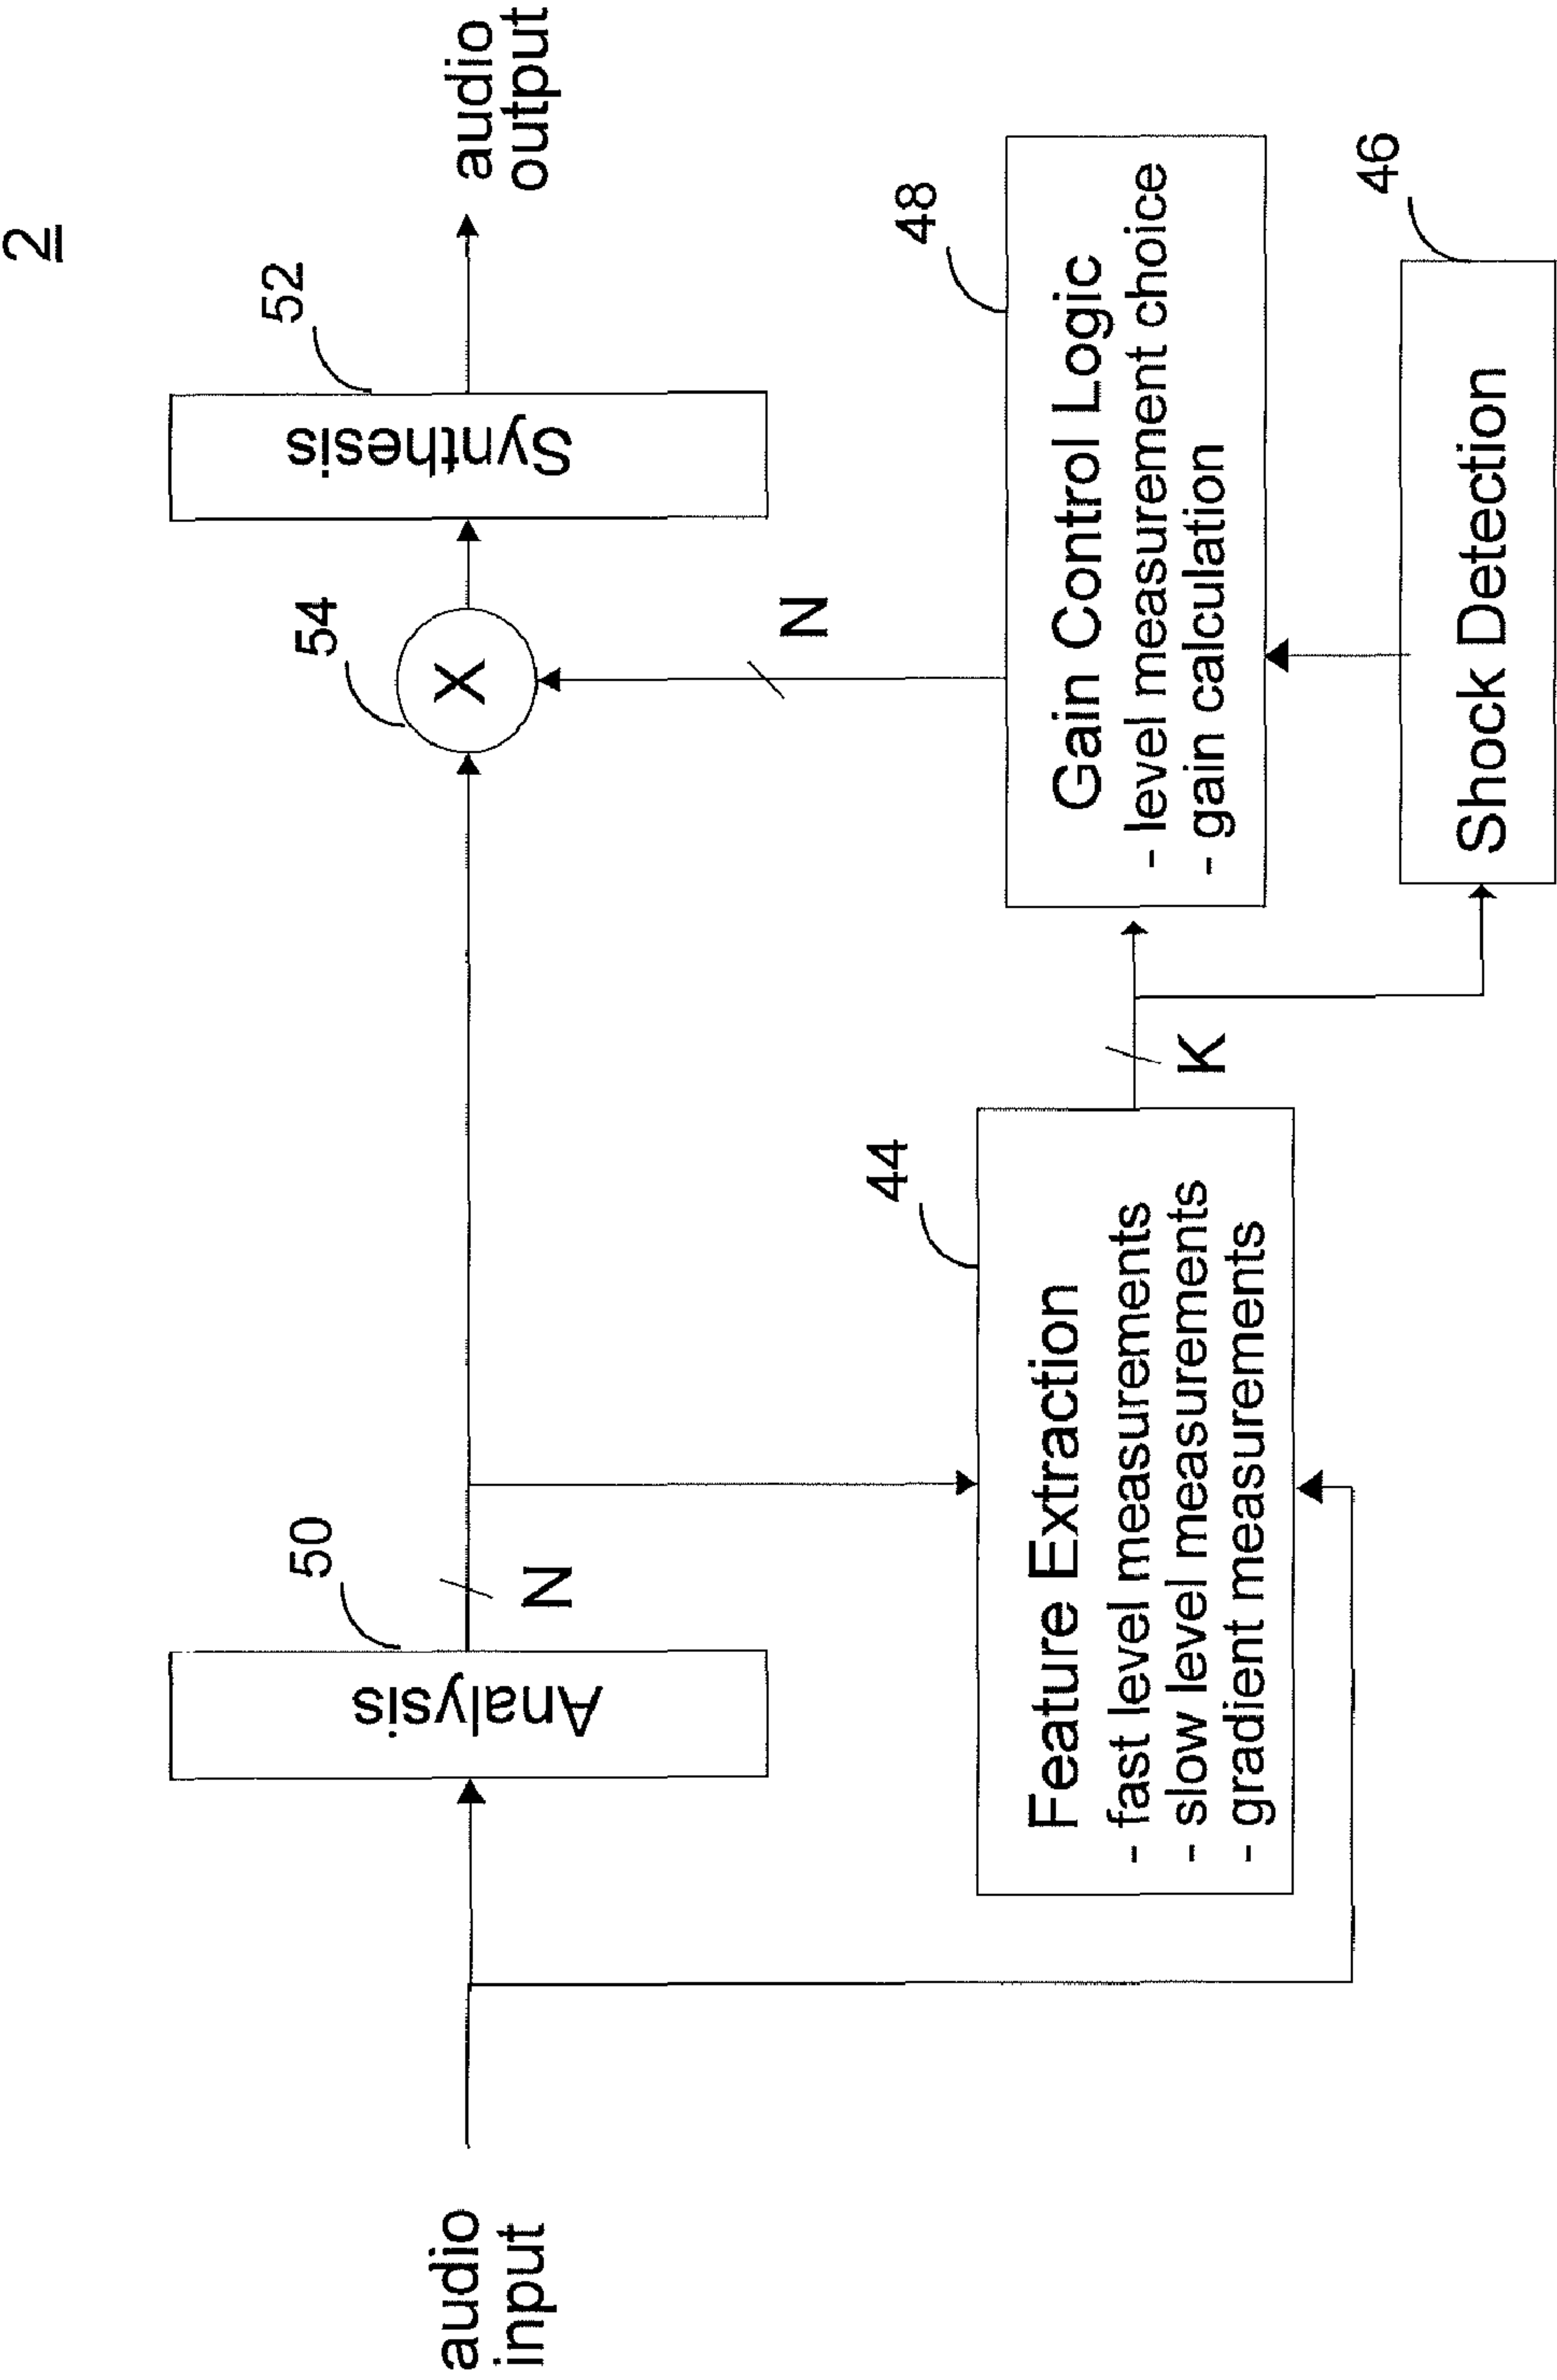 2
52
54
50
Synthesis
Analysis
audio
output
audio
input
X
N
N
48
44
Gain Control Logic
- level measurement choice
- gain calculation
Feature Extraction
- fast level measurements
- slow level measurements
- gradient measurements
K
46
Shock Detection